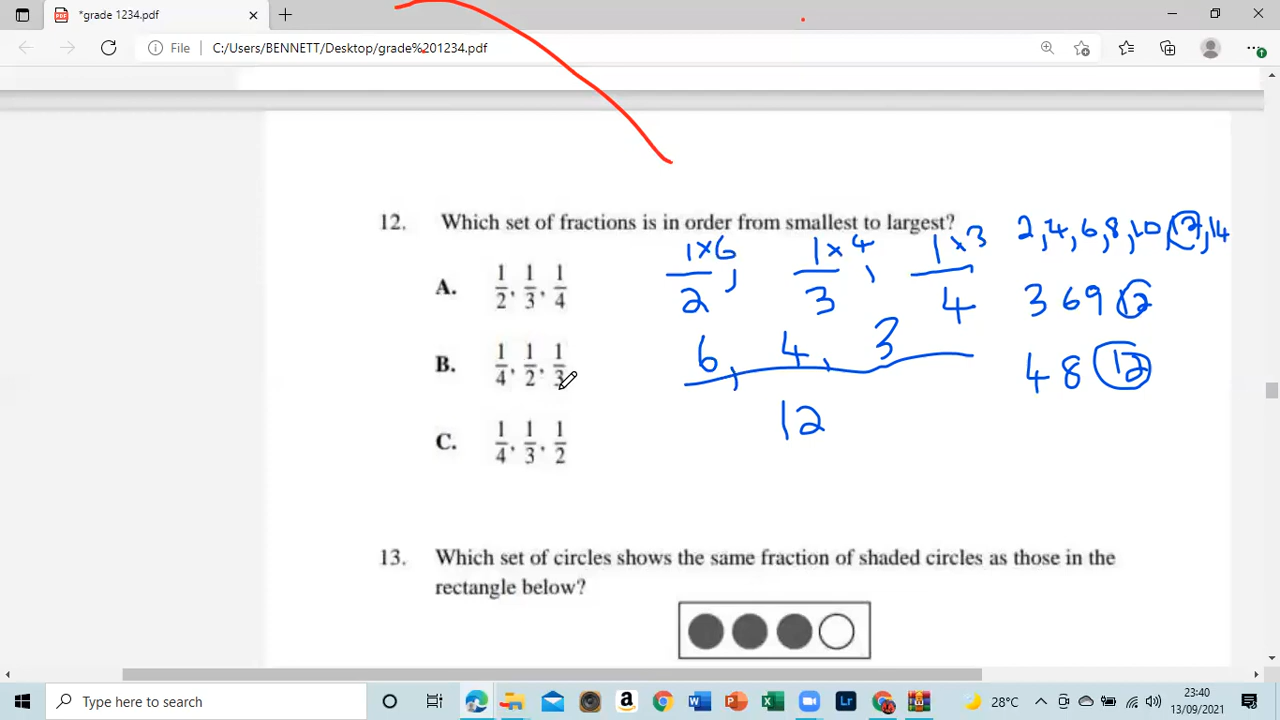 *grade 1234.pdf
File C:/Users/BENNETT/Desktop/grade%201234.pdf
12. Which set of fractions is in order from smallest to largest?
A. 1/2, 1/3, 1/4
B. 1/4, 1/2, 1/3
C. 1/4, 1/3, 1/2
1×6 1×4 1×3
2 , 3 , 4
6, 4, 3
12
2,4,6,8,10,12,14
3 6 9 12
4 8 12
13. Which set of circles shows the same fraction of shaded circles as those in the
rectangle below?
Type here to search
a
W
P
X
Lr
28°C
23:40
13/09/2021